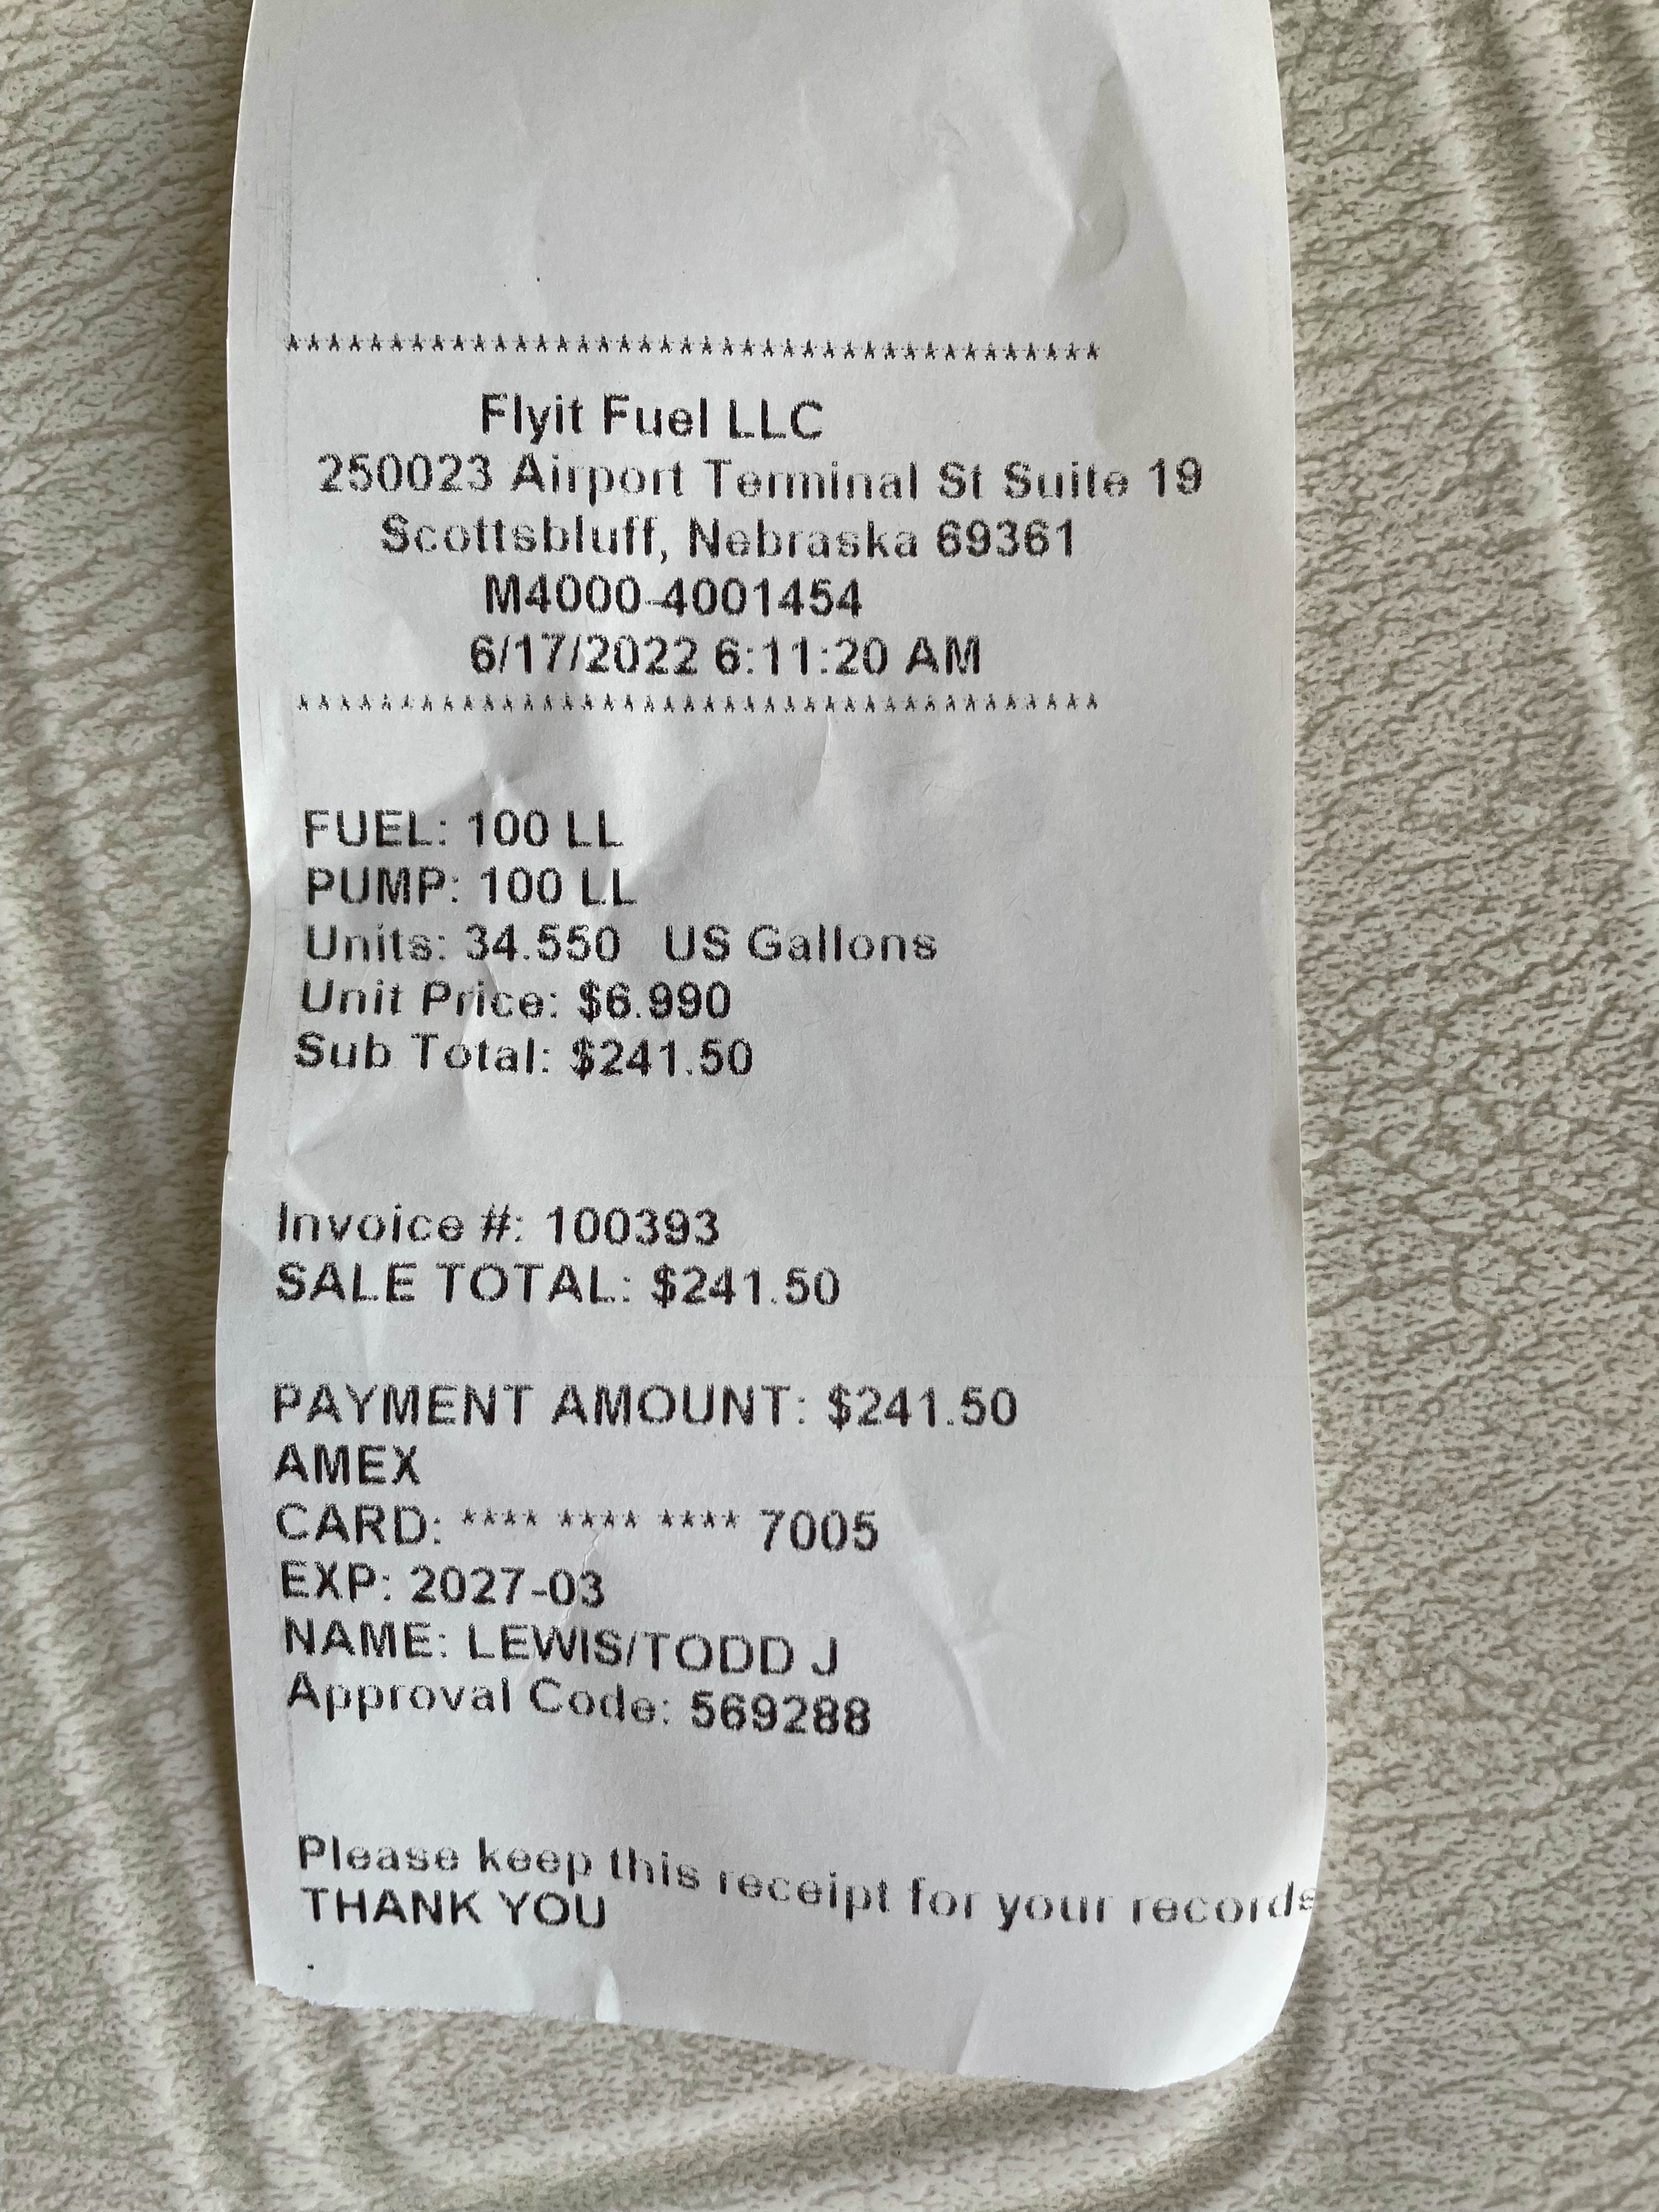 ****************************************
Flyit Fuel LLC
250023 Airport Terminal St Suite 19
Scottsbluff, Nebraska 69361
M4000-4001454
6/17/2022 6:11:20 AM
****************************************
FUEL: 100 LL
PUMP: 100 LL
Units: 34.550 US Gallons
Unit Price: $6.990
Sub Total: $241.50
Invoice #: 100393
SALE TOTAL: $241.50
PAYMENT AMOUNT: $241.50
AMEX
CARD: **** **** **** 7005
EXP: 2027-03
NAME: LEWIS/TODD J
Approval Code: 569288
Please keep this receipt for your records
THANK YOU
.